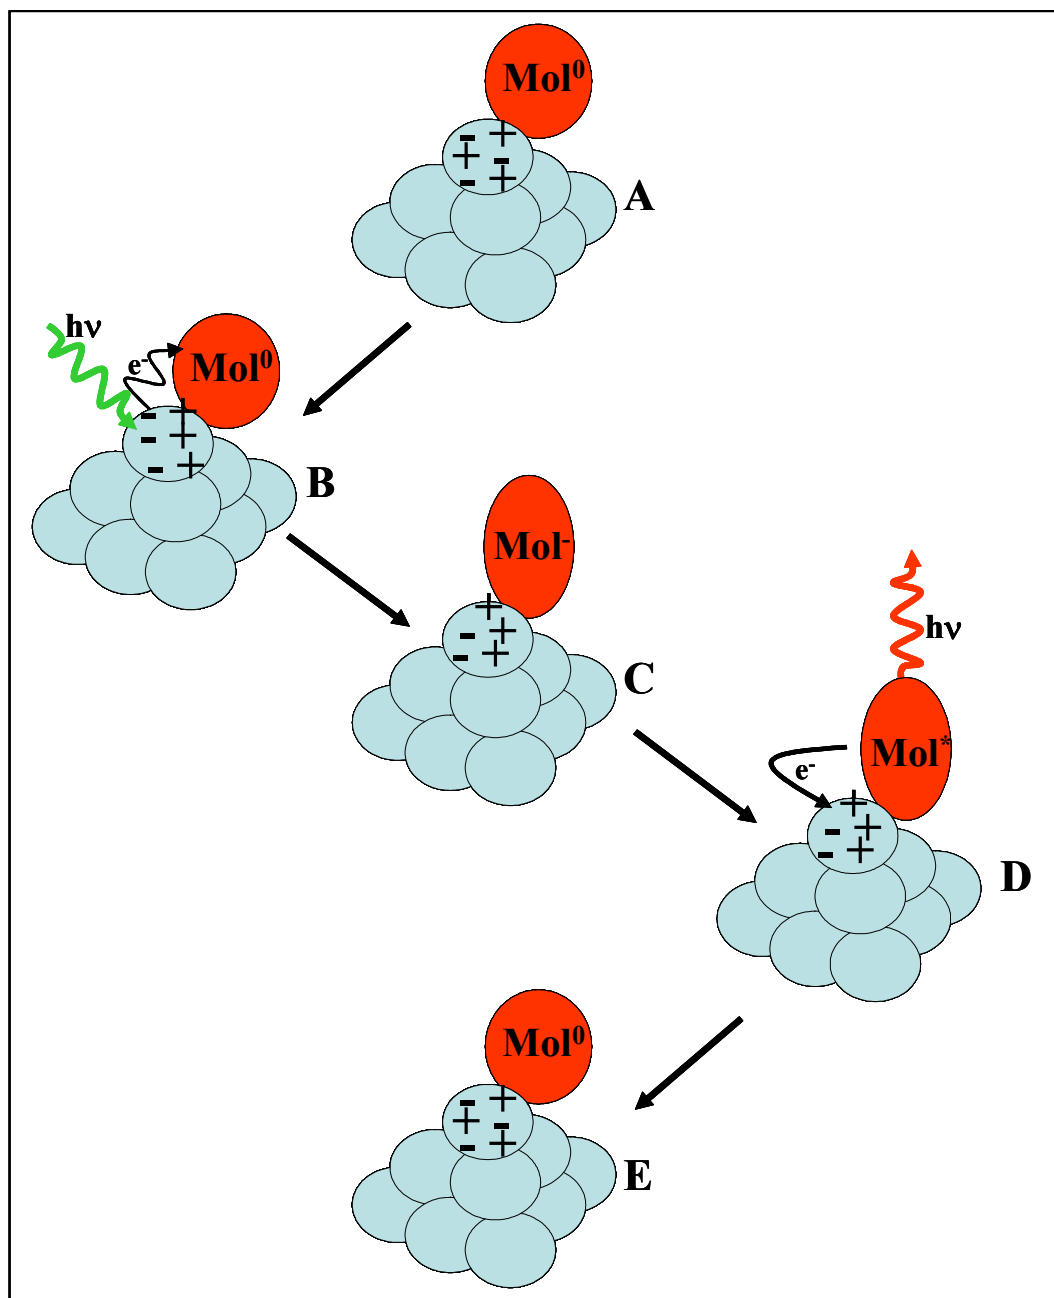 Mol⁰
- +
+ -
- +
A
hν
e⁻
Mol⁰
- +
- +
- +
B
Mol⁻
+
- +
- +
C
hν
Mol*
e⁻
+
- +
- +
D
Mol⁰
- +
+ -
- +
E